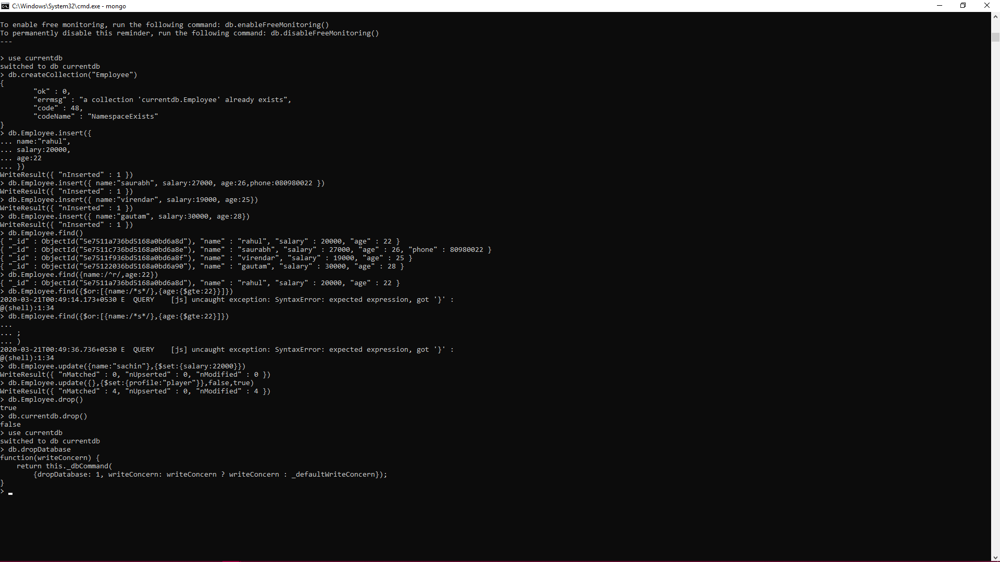 C:\Windows\System32\cmd.exe - mongo
To enable free monitoring, run the following command: db.enableFreeMonitoring()
To permanently disable this reminder, run the following command: db.disableFreeMonitoring()
---
> use currentdb
switched to db currentdb
> db.createCollection("Employee")
{
        "ok" : 0,
        "errmsg" : "a collection 'currentdb.Employee' already exists",
        "code" : 48,
        "codeName" : "NamespaceExists"
}
> db.Employee.insert({
... name:"rahul",
... salary:20000,
... age:22
... })
WriteResult({ "nInserted" : 1 })
> db.Employee.insert({ name:"saurabh", salary:27000, age:26,phone:080980022 })
WriteResult({ "nInserted" : 1 })
> db.Employee.insert({ name:"virendar", salary:19000, age:25})
WriteResult({ "nInserted" : 1 })
> db.Employee.insert({ name:"gautam", salary:30000, age:28})
WriteResult({ "nInserted" : 1 })
> db.Employee.find()
{ "_id" : ObjectId("5e7511a736bd5168a0bd6a8d"), "name" : "rahul", "salary" : 20000, "age" : 22 }
{ "_id" : ObjectId("5e7511c736bd5168a0bd6a8e"), "name" : "saurabh", "salary" : 27000, "age" : 26, "phone" : 80980022 }
{ "_id" : ObjectId("5e7511f936bd5168a0bd6a8f"), "name" : "virendar", "salary" : 19000, "age" : 25 }
{ "_id" : ObjectId("5e75122036bd5168a0bd6a90"), "name" : "gautam", "salary" : 30000, "age" : 28 }
> db.Employee.find({name:/^r/,age:22})
{ "_id" : ObjectId("5e7511a736bd5168a0bd6a8d"), "name" : "rahul", "salary" : 20000, "age" : 22 }
> db.Employee.find({$or:[{name:/*s*/},{age:{$gte:22}}]})
2020-03-21T00:49:14.173+0530 E  QUERY    [js] uncaught exception: SyntaxError: expected expression, got '}' :
@(shell):1:34
> db.Employee.find({$or:[{name:/*s*/},{age:{$gte:22}]})
...
... ;
... )
2020-03-21T00:49:36.736+0530 E  QUERY    [js] uncaught exception: SyntaxError: expected expression, got '}' :
@(shell):1:34
> db.Employee.update({name:"sachin"},{$set:{salary:22000}})
WriteResult({ "nMatched" : 0, "nUpserted" : 0, "nModified" : 0 })
> db.Employee.update({},{$set:{profile:"player"}},false,true)
WriteResult({ "nMatched" : 4, "nUpserted" : 0, "nModified" : 4 })
> db.Employee.drop()
true
> db.currentdb.drop()
false
> use currentdb
switched to db currentdb
> db.dropDatabase
function(writeConcern) {
    return this._dbCommand(
        {dropDatabase: 1, writeConcern: writeConcern ? writeConcern : _defaultWriteConcern});
}
>